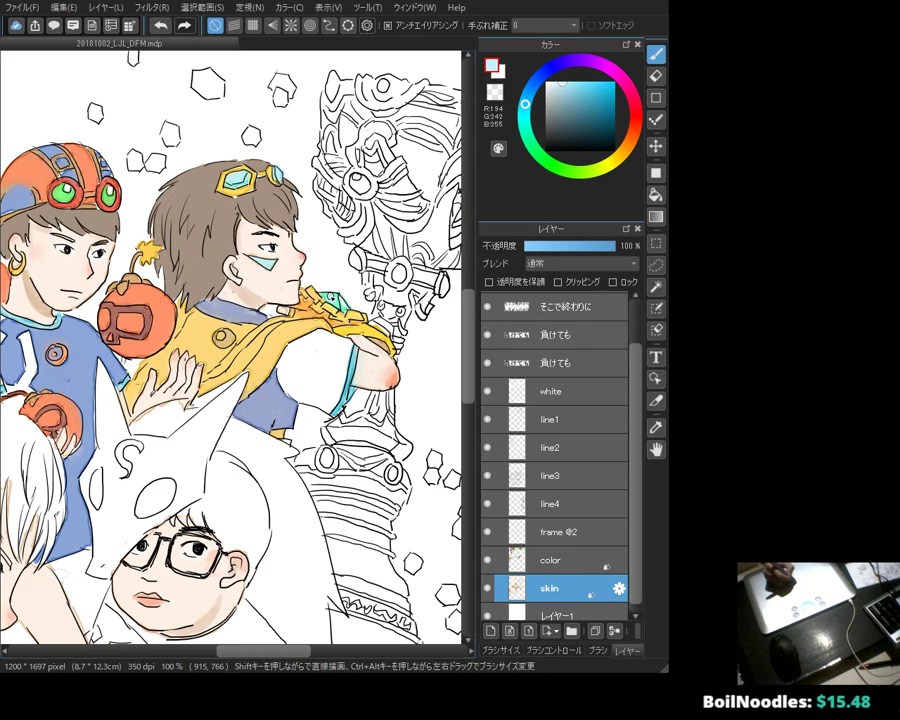 ファイル(F) 編集(E) レイヤー(L) フィルタ(R) 選択範囲(S) 定規(N) カラー(C) 表示(V) ツール(T) ウィンドウ(W) Help
アンチエイリアシング 手ぶれ補正 0 ソフトエッジ
20181002_LJL_DFM.mdp
カラー
R:194
G:242
B:255
レイヤー
不透明度 100 %
ブレンド 通常
透明度を保護 クリッピング ロック
そこで終わりに
負けても
負けても
white
line1
line2
line3
line4
frame @2
color
skin
レイヤー1
ブラシサイズ ブラシコントロール ブラシ レイヤー
1200 * 1697 pixel (8.7 * 12.3cm) 350 dpi 100 % ( 915, 766 ) Shiftキーを押しながらで直線描画、Ctrl+Altキーを押しながら左右ドラッグでブラシサイズ変更
BoilNoodles: $15.48